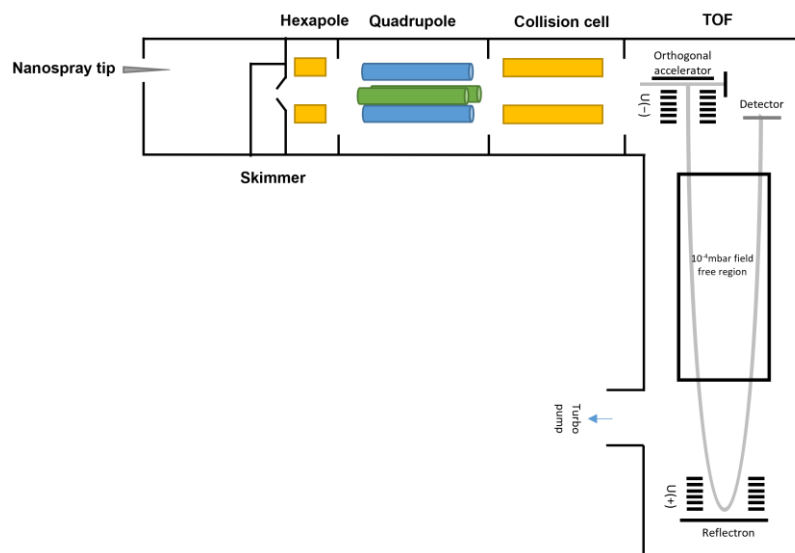 Hexapole
Quadrupole
Collision cell
TOF
Nanospray tip
Orthogonal
accelerator
U(−)
Detector
Skimmer
10⁻⁴mbar field
free region
Turbo
pump
U(+)
Reflectron